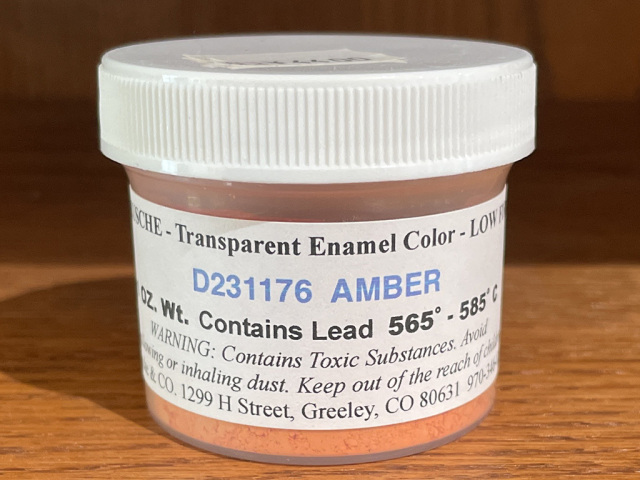 - Transparent Enamel Color - LOW
D231176 AMBER
OZ. Wt. Contains Lead 565° - 585° C
WARNING: Contains Toxic Substances. Avoid
or inhaling dust. Keep out of the reach of
& CO. 1299 H Street, Greeley, CO 80631 970-